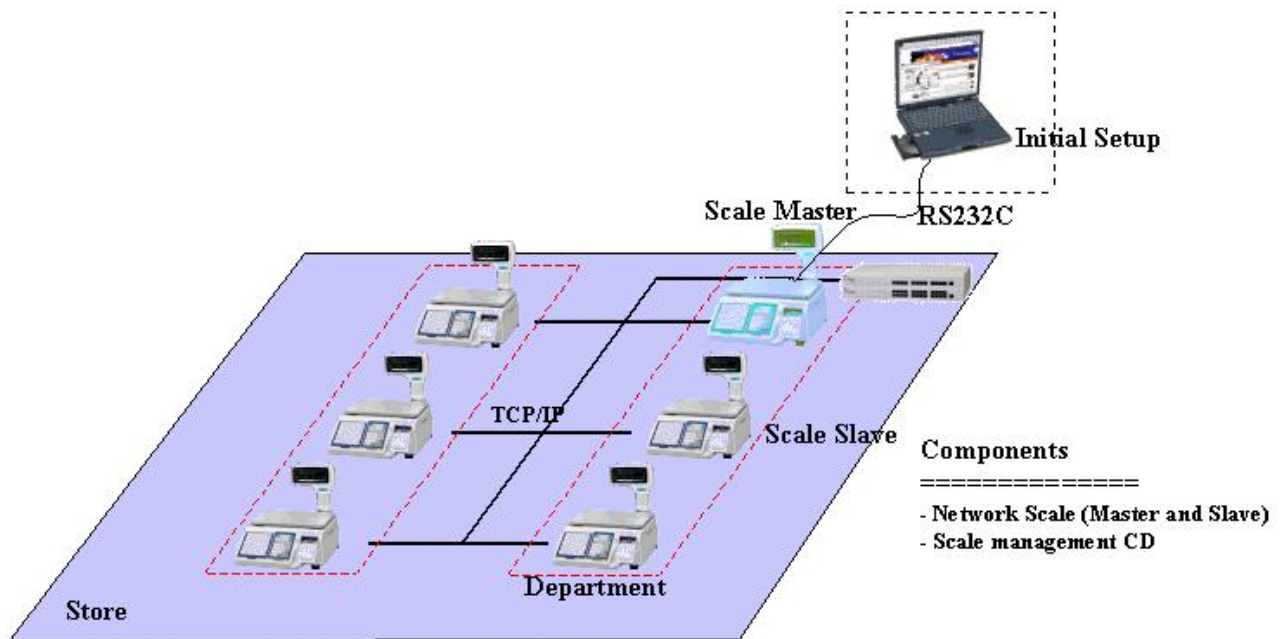 Initial Setup
Scale Master
RS232C
TCP/IP
Scale Slave
Components
==============
- Network Scale (Master and Slave)
- Scale management CD
Department
Store